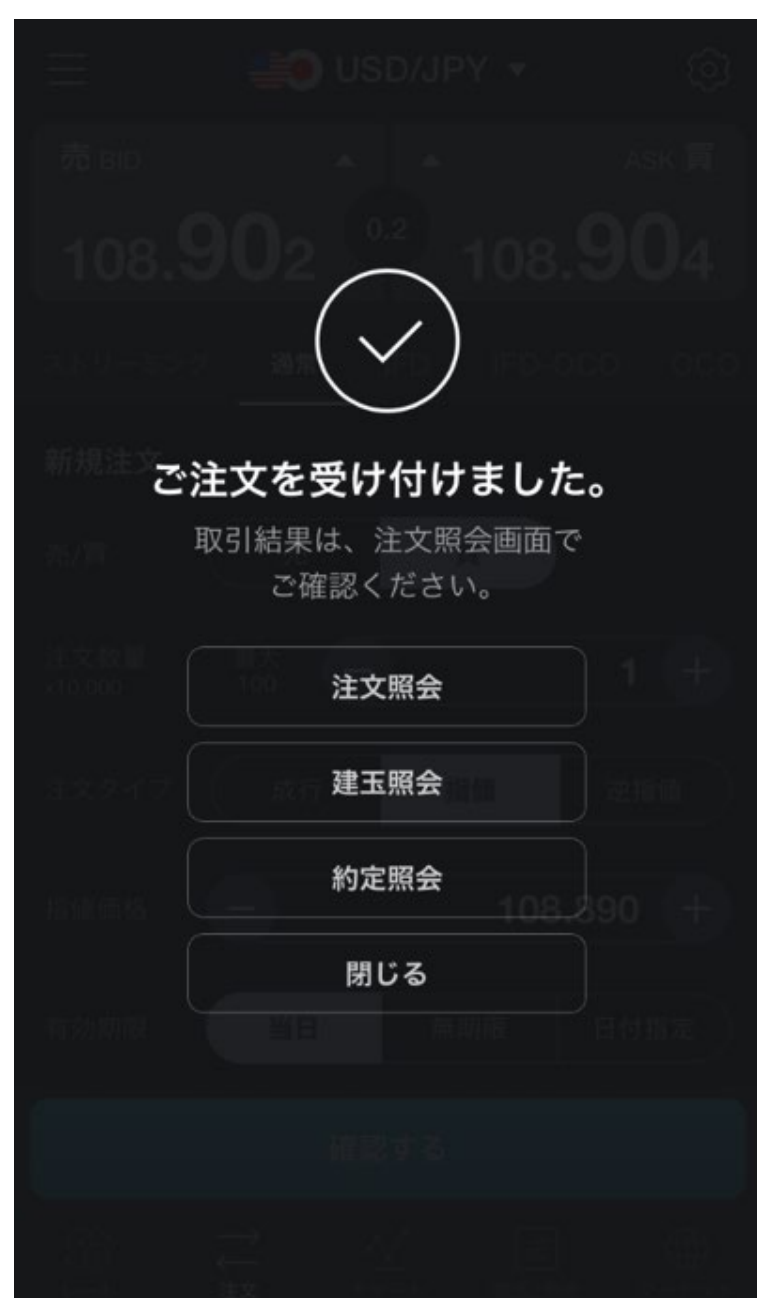 USD/JPY
売 BID
ASK 買
108.902
0.2
108.904
ストリーミング
IFD-OCO
OCO
新規注文
ご注文を受け付けました。
取引結果は、注文照会画面で
ご確認ください。
売/買
注文数量
x10,000
最大
100
1
注文照会
注文タイプ
成行
逆指値
建玉照会
約定照会
指値価格
108.890
閉じる
有効期限
当日
無期限
日付指定
確認する
注文